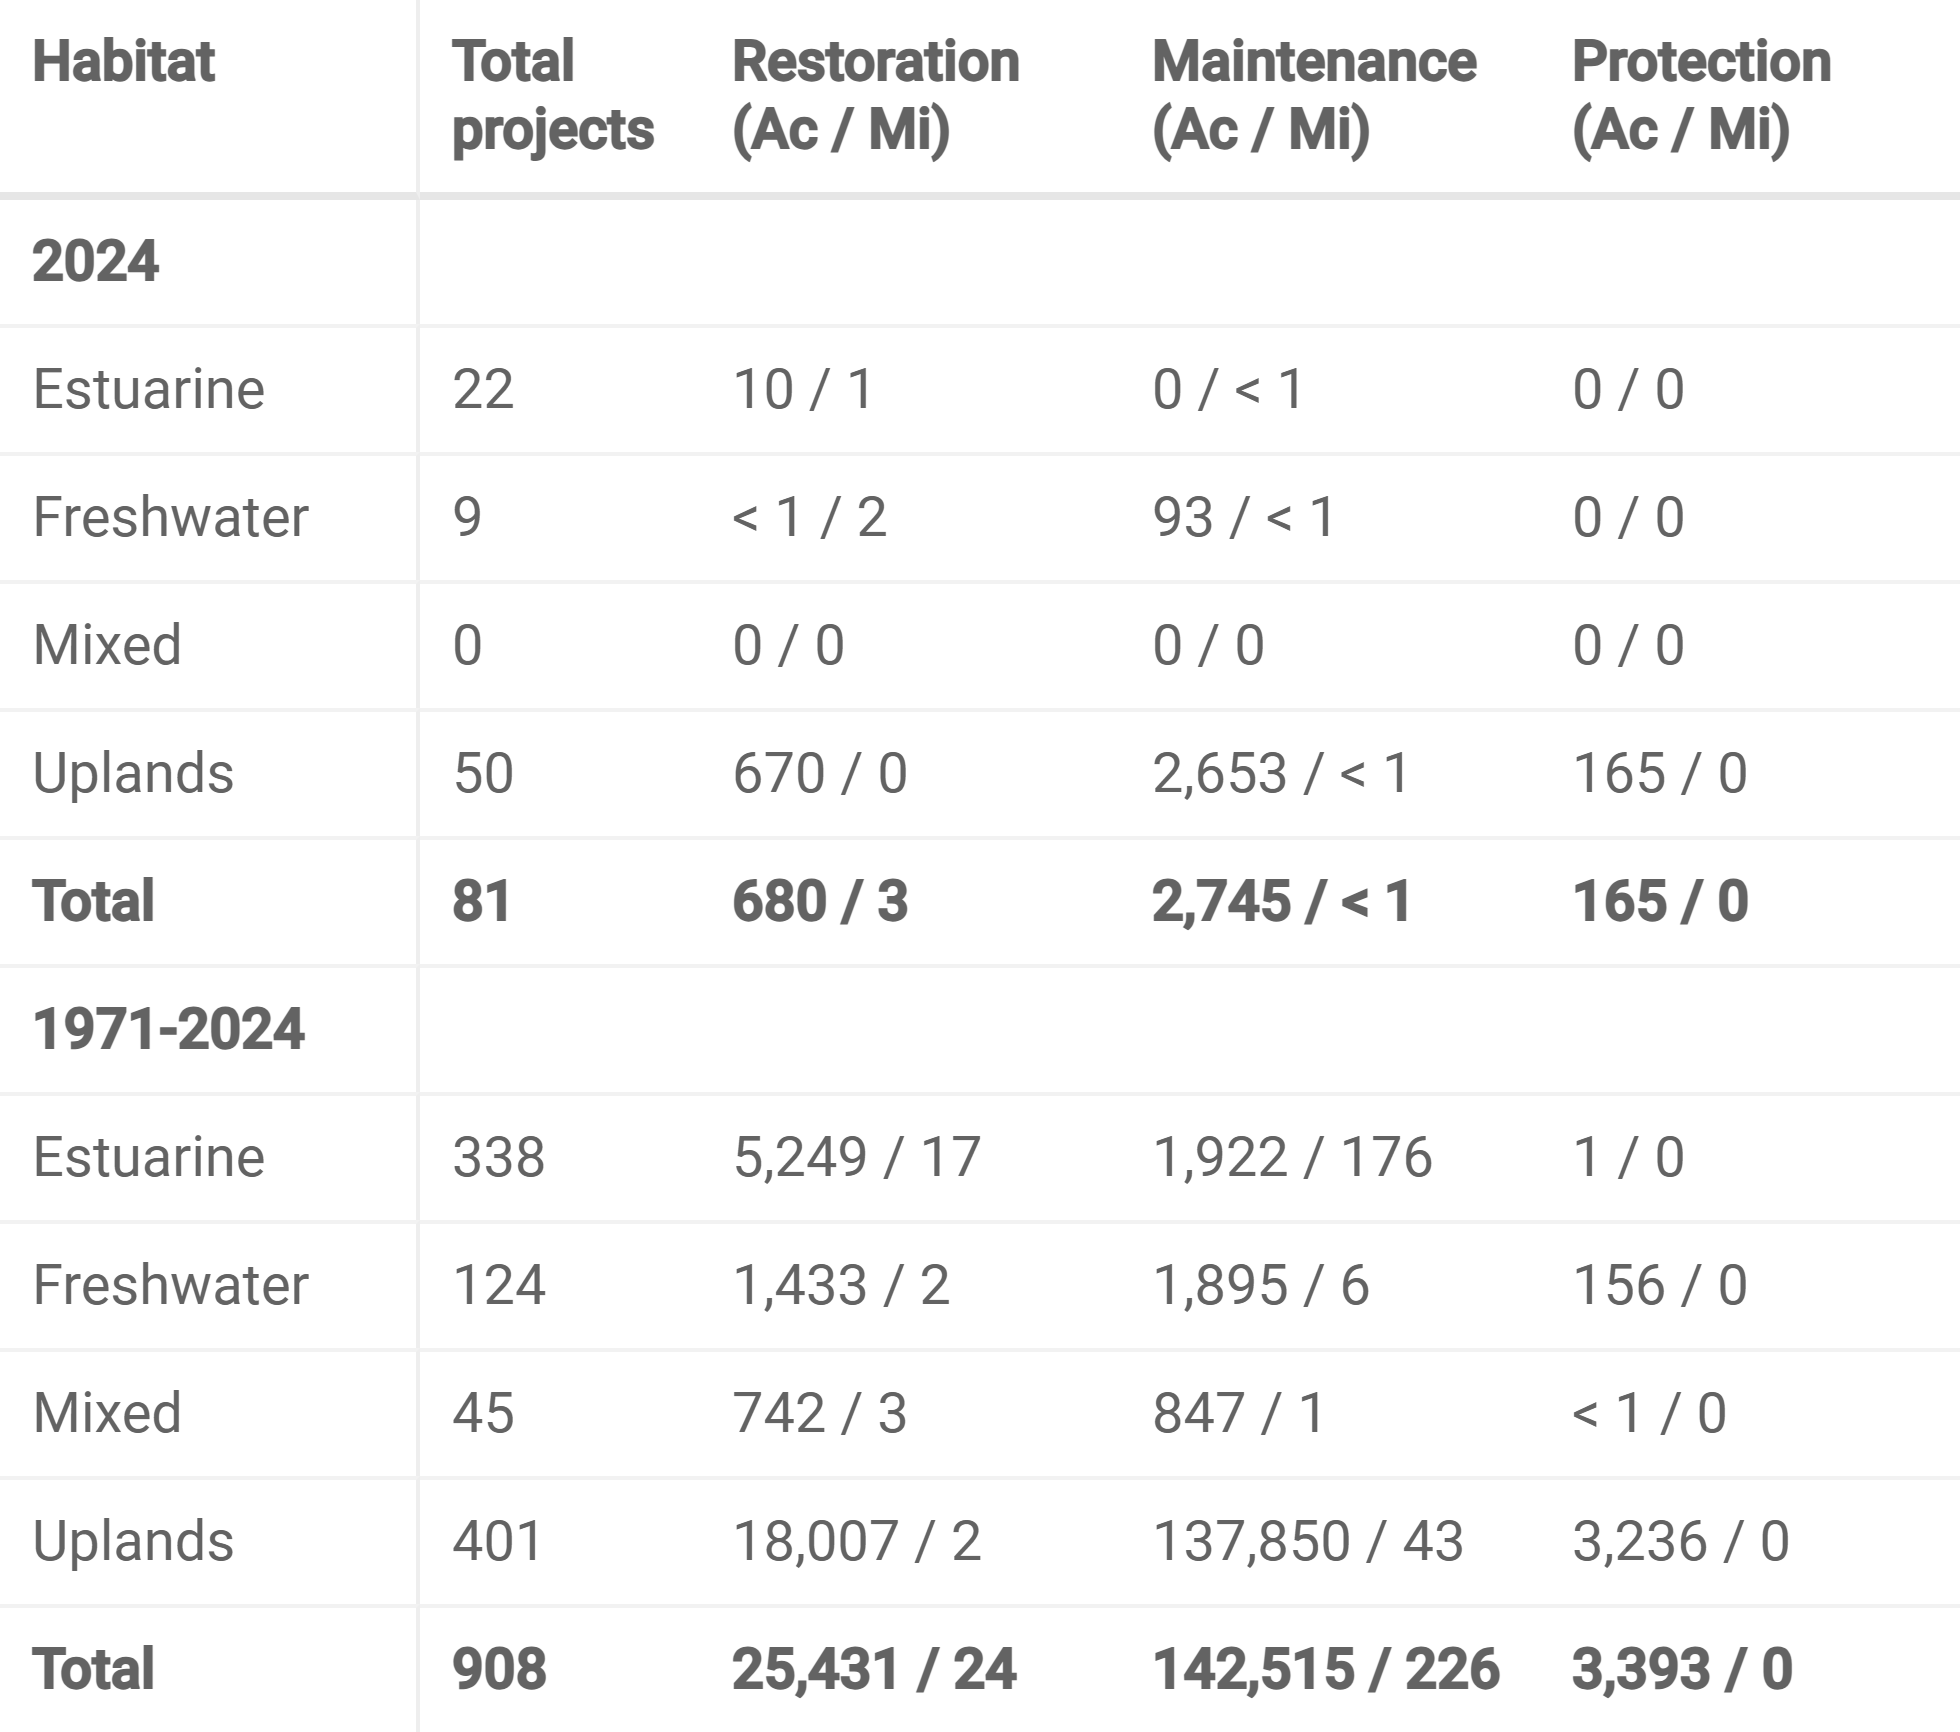 Habitat Total projects Restoration (Ac / Mi) Maintenance (Ac / Mi) Protection (Ac / Mi)
2024
Estuarine 22 10 / 1 0 / < 1 0 / 0
Freshwater 9 < 1 / 2 93 / < 1 0 / 0
Mixed 0 0 / 0 0 / 0 0 / 0
Uplands 50 670 / 0 2,653 / < 1 165 / 0
Total 81 680 / 3 2,745 / < 1 165 / 0
1971-2024
Estuarine 338 5,249 / 17 1,922 / 176 1 / 0
Freshwater 124 1,433 / 2 1,895 / 6 156 / 0
Mixed 45 742 / 3 847 / 1 < 1 / 0
Uplands 401 18,007 / 2 137,850 / 43 3,236 / 0
Total 908 25,431 / 24 142,515 / 226 3,393 / 0